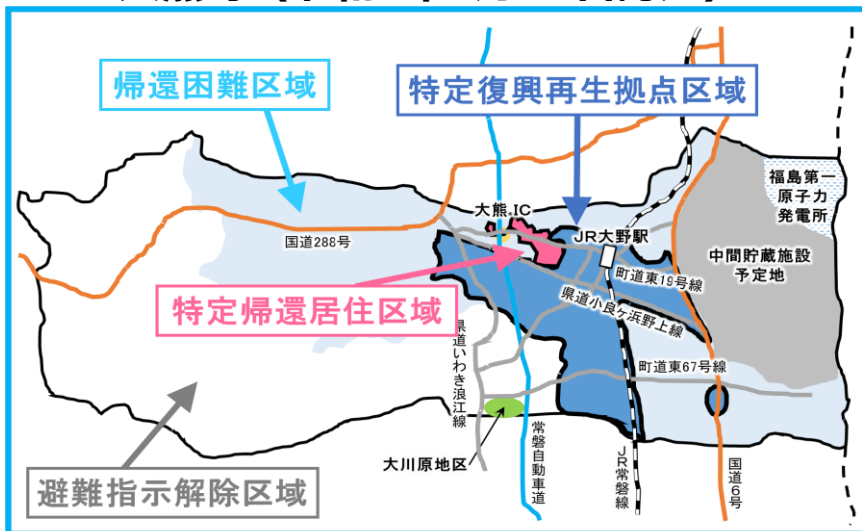 帰還困難区域
特定復興再生拠点区域
福島第一
原子力
発電所
大熊IC
JR大野駅
国道288号
中間貯蔵施設
予定地
町道東19号線
特定帰還居住区域
県道小良ヶ浜野上線
県道いわき浪江線
町道東67号線
大川原地区
常磐自動車道
JR常磐線
国道6号
避難指示解除区域